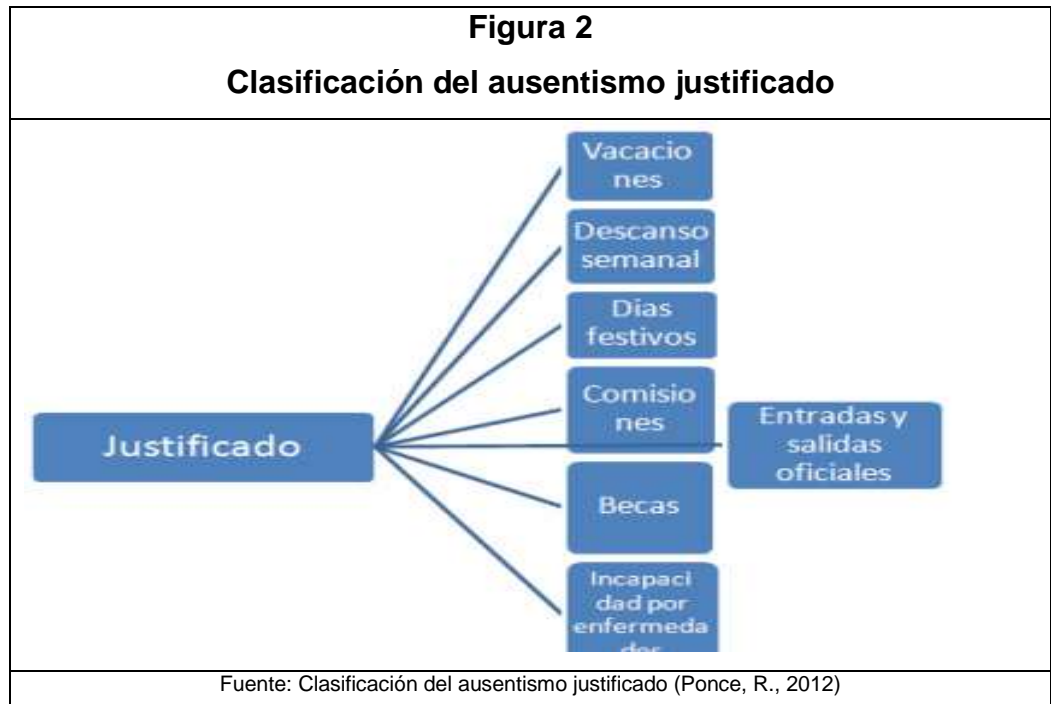 Figura 2
Clasificación del ausentismo justificado
Vacacio
nes
Descanso
semanal
Dias
festivos
Comisio
nes
Justificado
Entradas y
salidas
oficiales
Becas
Incapaci
dad por
enfermeda
Fuente: Clasificación del ausentismo justificado (Ponce, R., 2012)